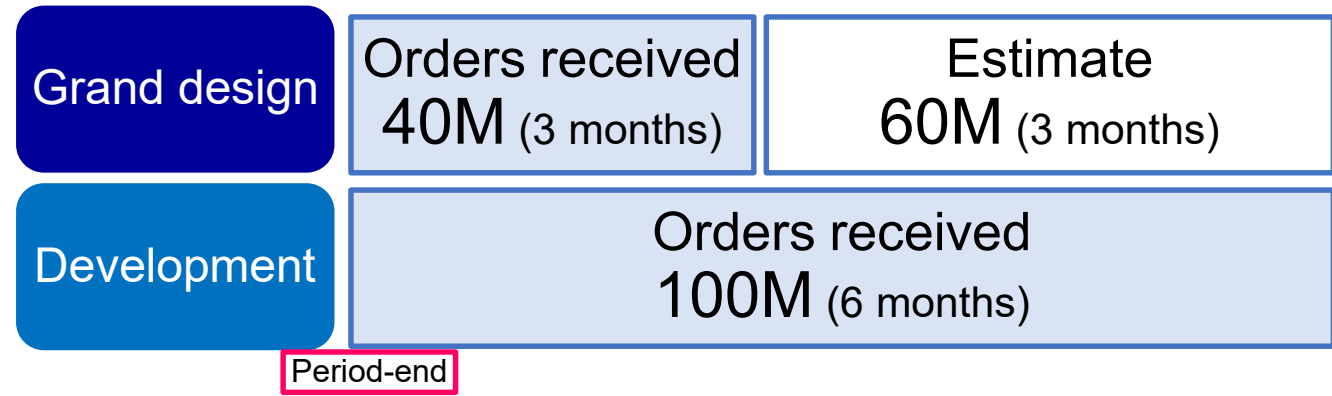 Grand design
Orders received
40M (3 months)
Estimate
60M (3 months)
Development
Orders received
100M (6 months)
Period-end